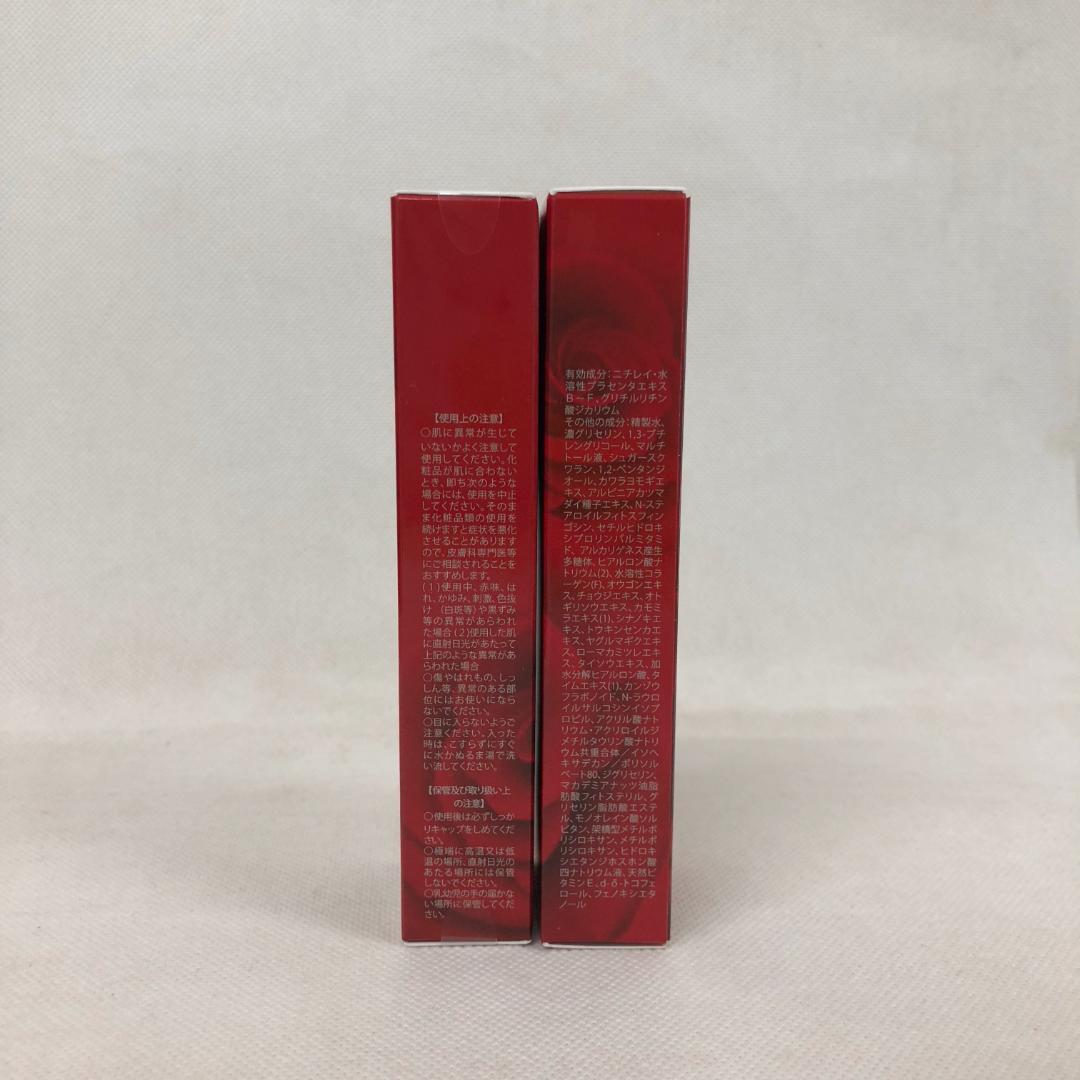 【使用上の注意】
○肌に異常が生じて
いないかよく注意して
使用してください。化
粧品が肌に合わない
とき、即ち次のような
場合には、使用を中止
してください。そのま
ま化粧品類の使用を
続けますと症状を悪化
させることがあります
ので、皮膚科専門医等
にご相談されることを
おすすめします。
(1)使用中、赤味、は
れ、かゆみ、刺激、色抜
け（白斑等)や黒ずみ
等の異常があらわれ
た場合(2)使用した肌
に直射日光があたって
上記のような異常があ
らわれた場合
○傷やはれもの、しっ
しん等、異常のある部
位にはお使いになら
ないでください。
○目に入らないようご
注意ください。入った
時は、こすらずにすぐ
に水かぬるま湯で洗
い流してください。
【保管及び取り扱い上
の注意】
○使用後は必ずしっか
りキャップをしめてくだ
さい。
○極端に高温又は低
温の場所、直射日光の
あたる場所には保管
しないでください。
○乳幼児の手の届かな
い場所に保管してくだ
さい。
有効成分：ニチレイ・水
溶性プラセンタエキス
B－F、グリチルリチン
酸ジカリウム
その他の成分：精製水、
濃グリセリン、1,3-ブチ
レングリコール、マルチ
トール液、シュガースク
ワラン、1,2-ペンタンジ
オール、カワラヨモギエ
キス、アルピニアカツマ
ダイ種子エキス、N-ステ
アロイルフィトスフィン
ゴシン、セチルヒドロキ
シプロリンパルミタミ
ド、アルカリゲネス産生
多糖体、ヒアルロン酸ナ
トリウム(2)、水溶性コラ
ーゲン(F)、オウゴンエキ
ス、チョウジエキス、オト
ギリソウエキス、カモミ
ラエキス(1)、シナノキエ
キス、トウキンセンカエ
キス、ヤグルマギクエキ
ス、ローマカミツレエキ
ス、タイソウエキス、加
水分解ヒアルロン酸、タ
イムエキス(1)、カンゾウ
フラボノイド、N-ラウロ
イルサルコシンイソプ
ロピル、アクリル酸ナト
リウム・アクリロイルジ
メチルタウリン酸ナトリ
ウム共重合体／イソヘ
キサデカン／ポリソル
ベート80、ジグリセリン、
マカデミアナッツ油脂
肪酸フィトステリル、グ
リセリン脂肪酸エステ
ル、モノオレイン酸ソル
ビタン、架橋型メチルポ
リシロキサン、メチルポ
リシロキサン、ヒドロキ
シエタンジホスホン酸
四ナトリウム液、天然ビ
タミンE、d-δ-トコフェ
ロール、フェノキシエタ
ノール